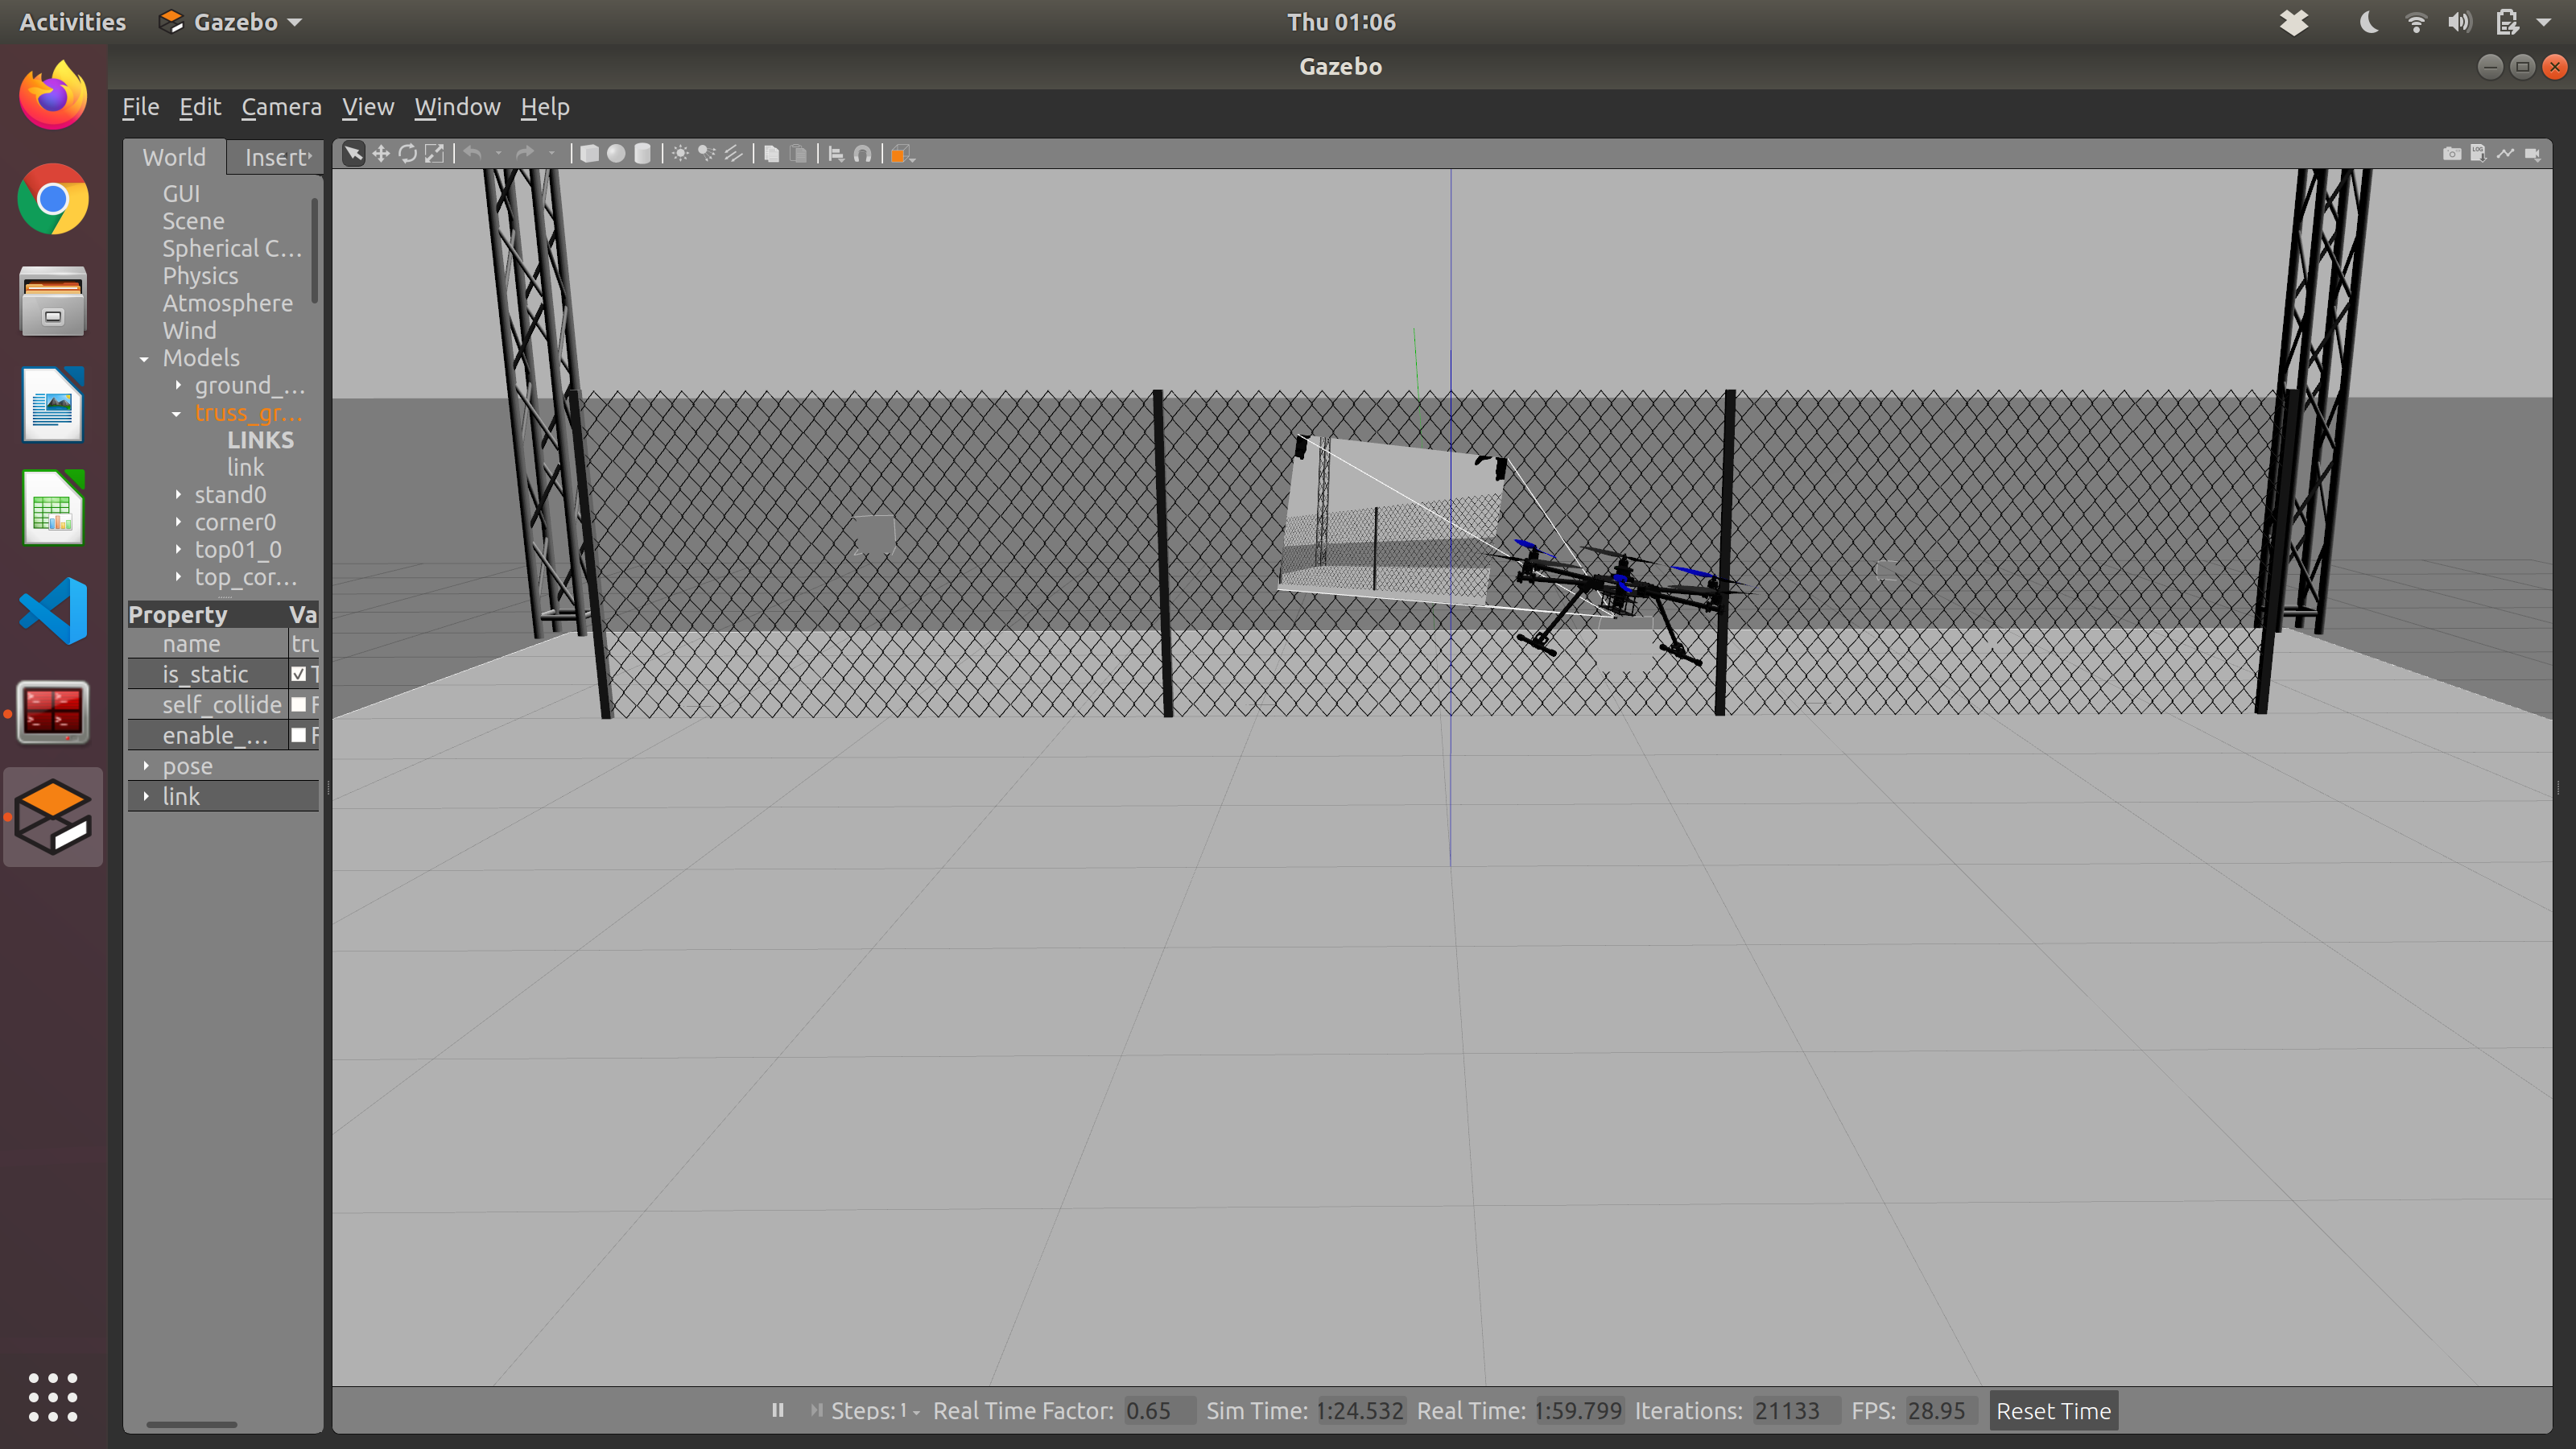 Activities Gazebo Thu 01:06
Gazebo
File Edit Camera View Window Help
World Insert
GUI
Scene
Spherical C...
Physics
Atmosphere
Wind
Models
ground_...
truss_gr...
LINKS
link
stand0
corner0
top01_0
top_cor...
Property Va
name tru
is_static T
self_collide F
enable_... F
pose
link
Steps: 1 Real Time Factor: 0.65 Sim Time: 1:24.532 Real Time: 1:59.799 Iterations: 21133 FPS: 28.95 Reset Time